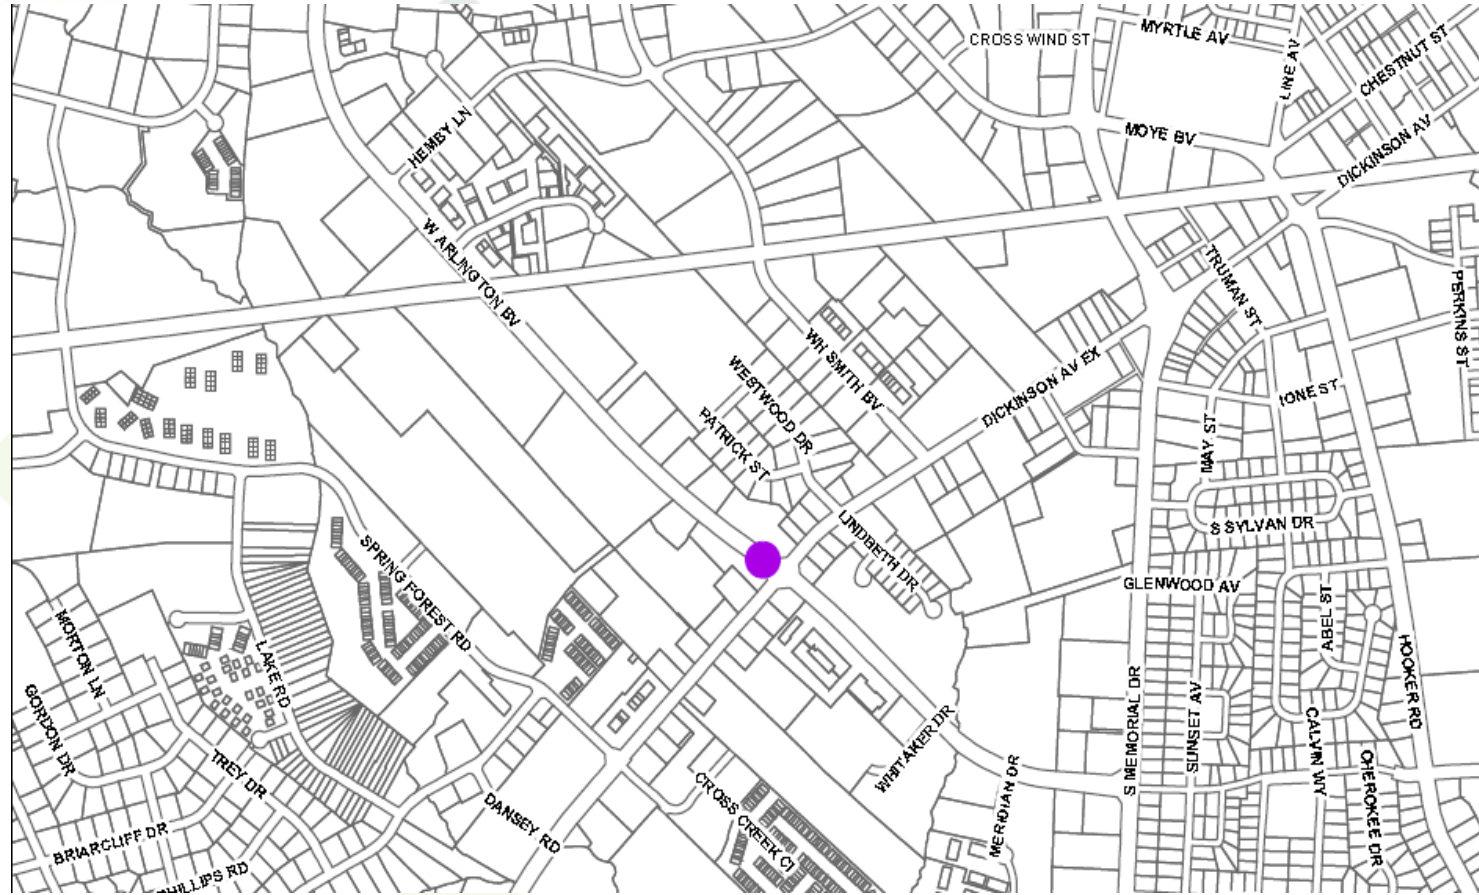 CROSS WIND ST
MYRTLE AV
LINE AV
CHESTNUT ST
MOYE BV
DICKINSON AV
HEMBY LN
W ARLINGTON BV
TRUMAN ST
PERKINS ST
WH SMITH BV
WESTWOOD DR
DICKINSON AV EX
PATRICK ST
IONE ST
MAY ST
S SYLVAN DR
LINDBETH DR
SPRING FOREST RD
GLENWOOD AV
ABEL ST
MORTON LN
LAKE RD
HOOKER RD
GORDON DR
S MEMORIAL DR
SUNSET AV
CALVIN WY
WHITAKER DR
TREY DR
MERIDIAN DR
CHEROKEE DR
DANSEY RD
CROSS CREEK CI
BRIARCLIFF DR
PHILLIPS RD